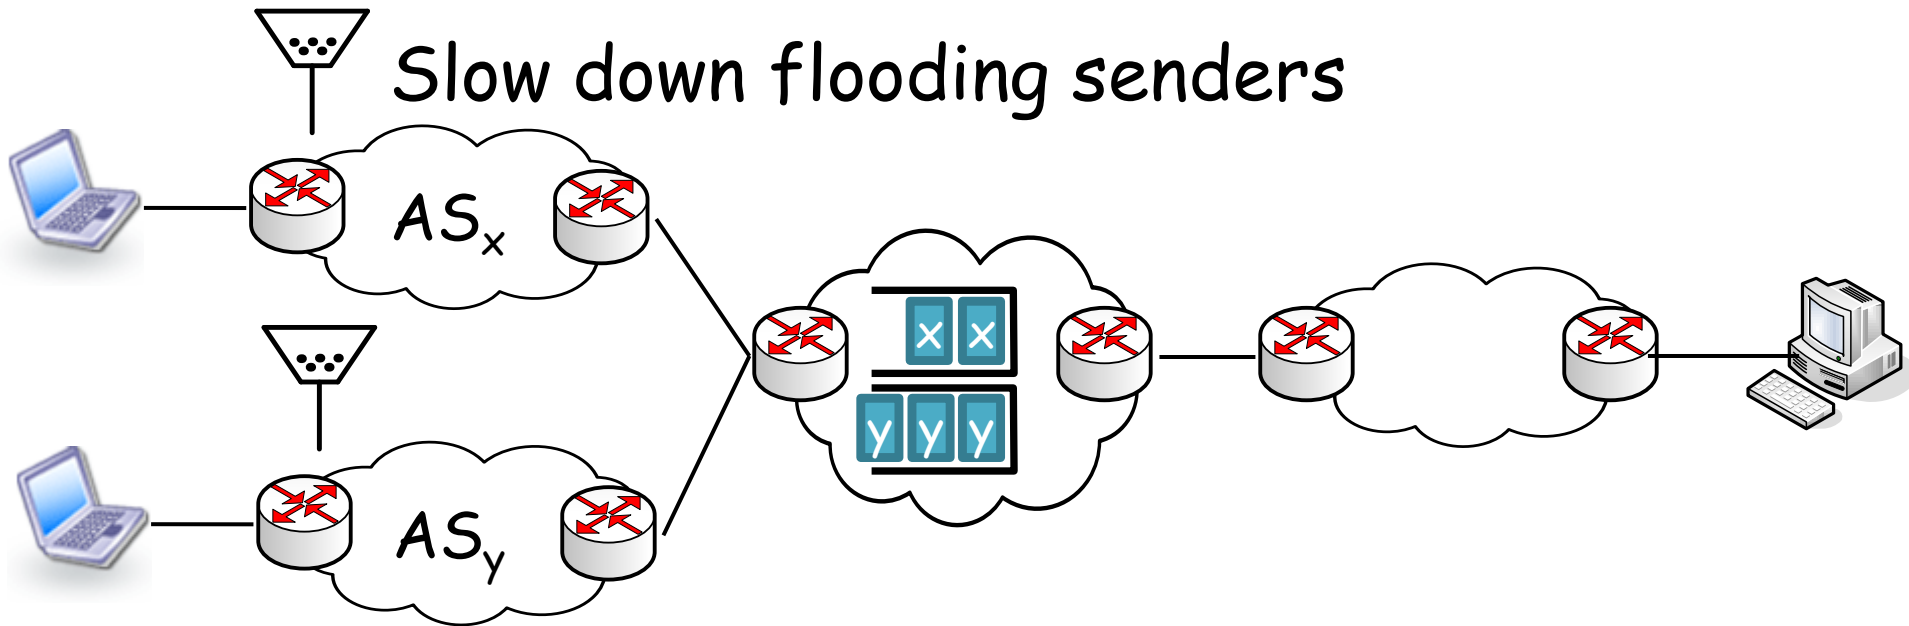 Slow down flooding senders
ASx
x x
y y y
ASy